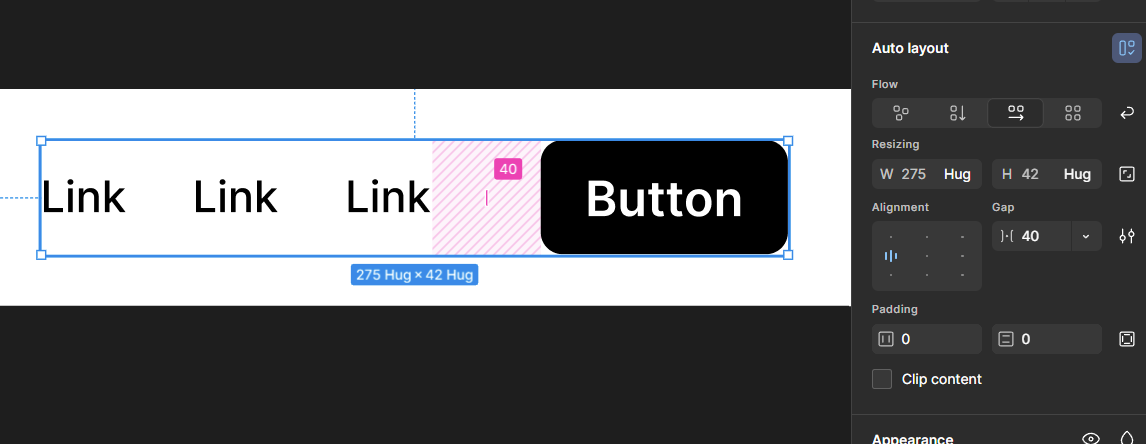 Auto layout
Flow
Resizing
W 275 Hug H 42 Hug
Alignment Gap
40
Padding
0 0
Clip content
Appearance
40
Link Link Link Button
275 Hug × 42 Hug